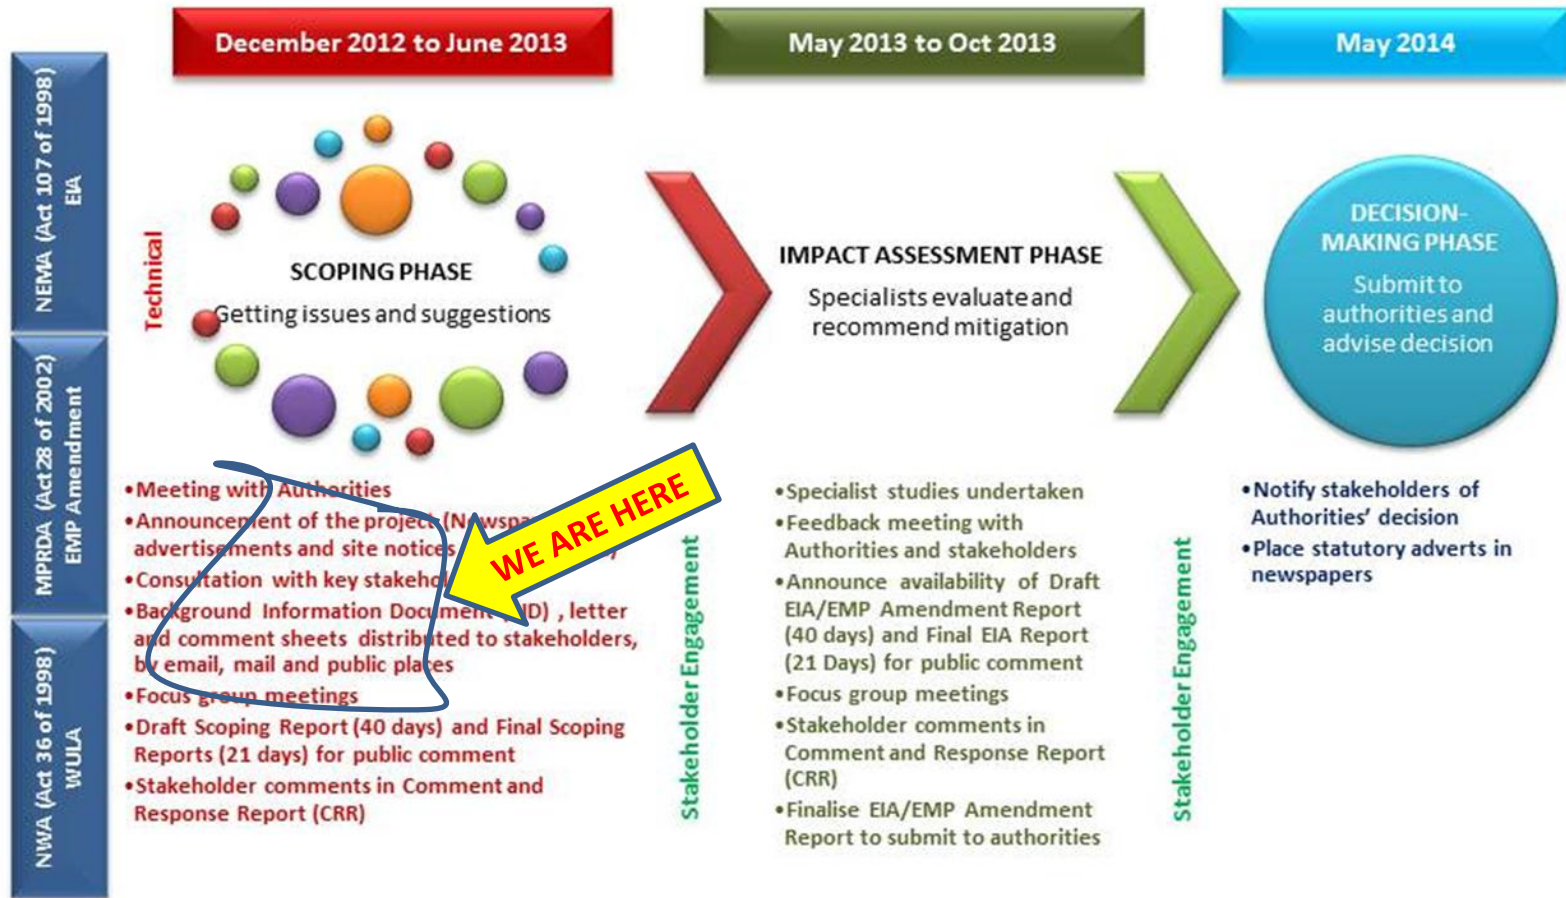 December 2012 to June 2013
May 2013 to Oct 2013
May 2014
NEMA (Act 107 of 1998)
EIA
MPRDA (Act 28 of 2002)
EMP Amendment
NWA (Act 36 of 1998)
WULA
Technical
SCOPING PHASE
Getting issues and suggestions
IMPACT ASSESSMENT PHASE
Specialists evaluate and
recommend mitigation
DECISION-
MAKING PHASE
Submit to
authorities and
advise decision
WE ARE HERE
•Meeting with Authorities
•Announcement of the project (Newspa
advertisements and site notices
•Consultation with key stakehol
•Background Information Document ID) , letter
and comment sheets distributed to stakeholders,
by email, mail and public places
•Focus group meetings
•Draft Scoping Report (40 days) and Final Scoping
Reports (21 days) for public comment
•Stakeholder comments in Comment and
Response Report (CRR)
Stakeholder Engagement
•Specialist studies undertaken
•Feedback meeting with
Authorities and stakeholders
•Announce availability of Draft
EIA/EMP Amendment Report
(40 days) and Final EIA Report
(21 Days) for public comment
•Focus group meetings
•Stakeholder comments in
Comment and Response Report
(CRR)
•Finalise EIA/EMP Amendment
Report to submit to authorities
Stakeholder Engagement
•Notify stakeholders of
Authorities' decision
•Place statutory adverts in
newspapers